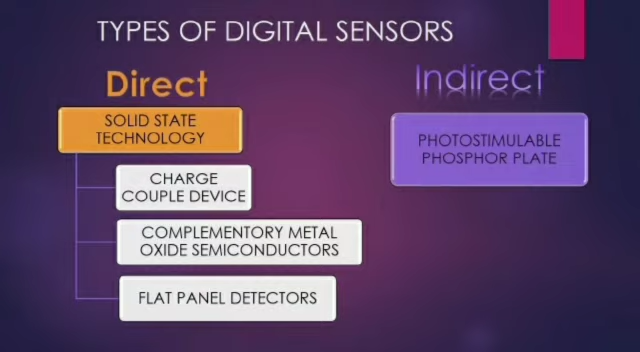 TYPES OF DIGITAL SENSORS
Direct
SOLID STATE
TECHNOLOGY
CHARGE
COUPLE DEVICE
COMPLEMENTORY METAL
OXIDE SEMICONDUCTORS
FLAT PANEL DETECTORS
Indirect
PHOTOSTIMULABLE
PHOSPHOR PLATE